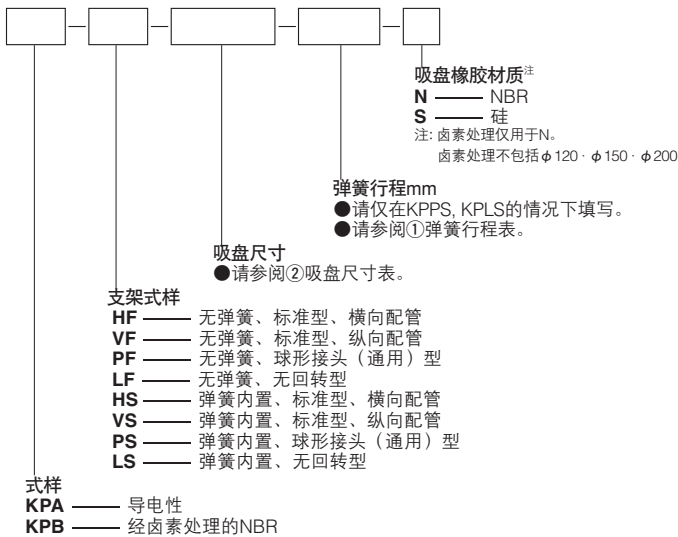 吸盘橡胶材质注
N —— NBR
S —— 硅
注: 卤素处理仅用于N。
卤素处理不包括φ120 · φ150 · φ200
弹簧行程mm
●请仅在KPPS, KPLS的情况下填写。
●请参阅①弹簧行程表。
吸盘尺寸
●请参阅②吸盘尺寸表。
支架式样
HF —— 无弹簧、标准型、横向配管
VF —— 无弹簧、标准型、纵向配管
PF —— 无弹簧、球形接头（通用）型
LF —— 无弹簧、无回转型
HS —— 弹簧内置、标准型、横向配管
VS —— 弹簧内置、标准型、纵向配管
PS —— 弹簧内置、球形接头（通用）型
LS —— 弹簧内置、无回转型
式样
KPA —— 导电性
KPB —— 经卤素处理的NBR